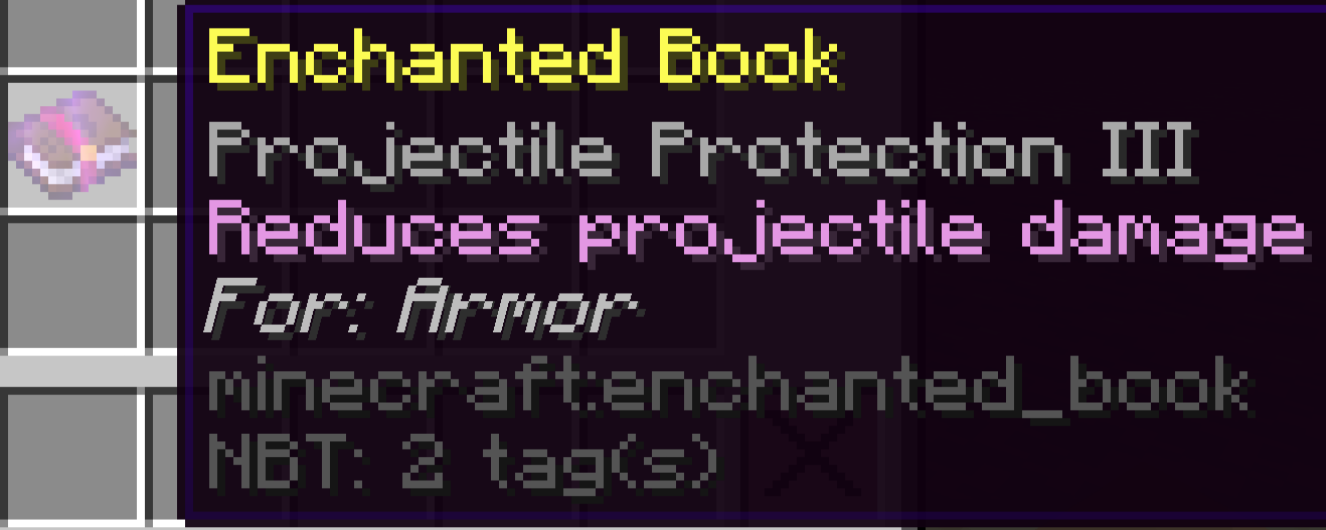 Enchanted Book
Projectile Protection III
Reduces projectile damage
For: Armor
minecraft:enchanted_book
NBT: 2 tag(s)